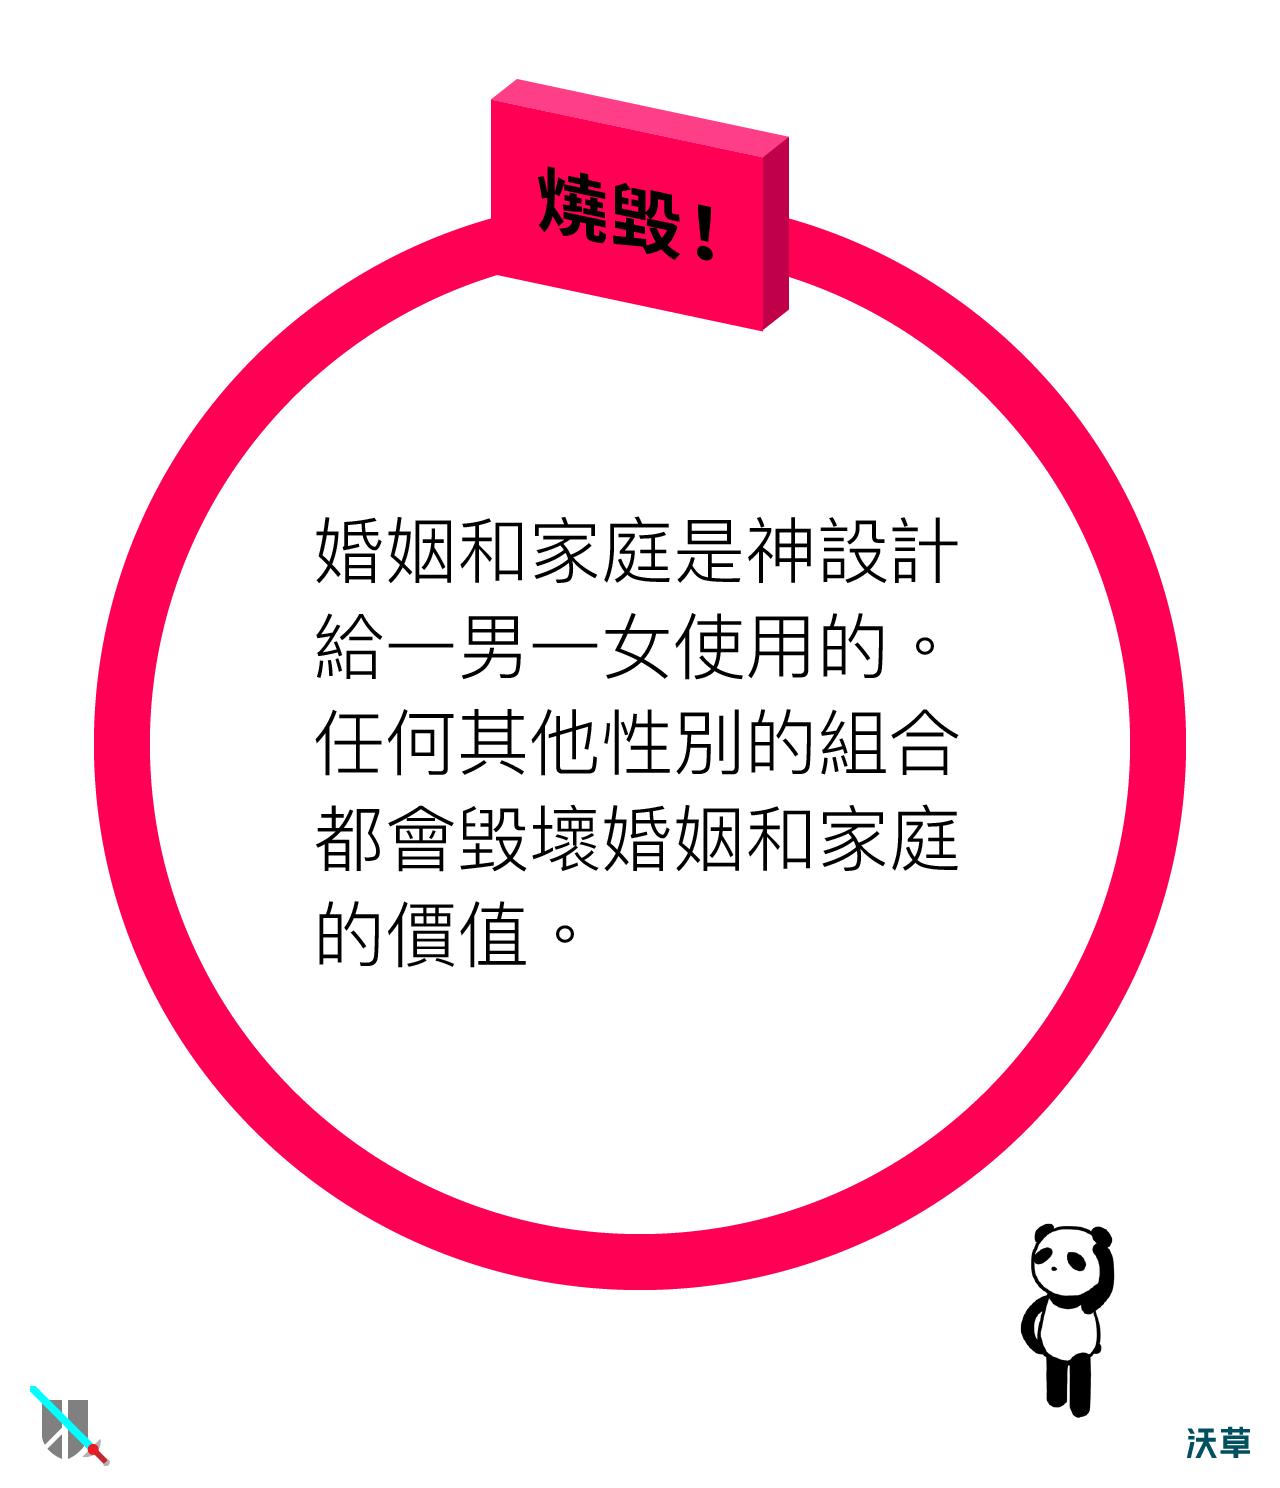 燒毀！
婚姻和家庭是神設計
給一男一女使用的。
任何其他性別的組合
都會毀壞婚姻和家庭
的價值。
沃草